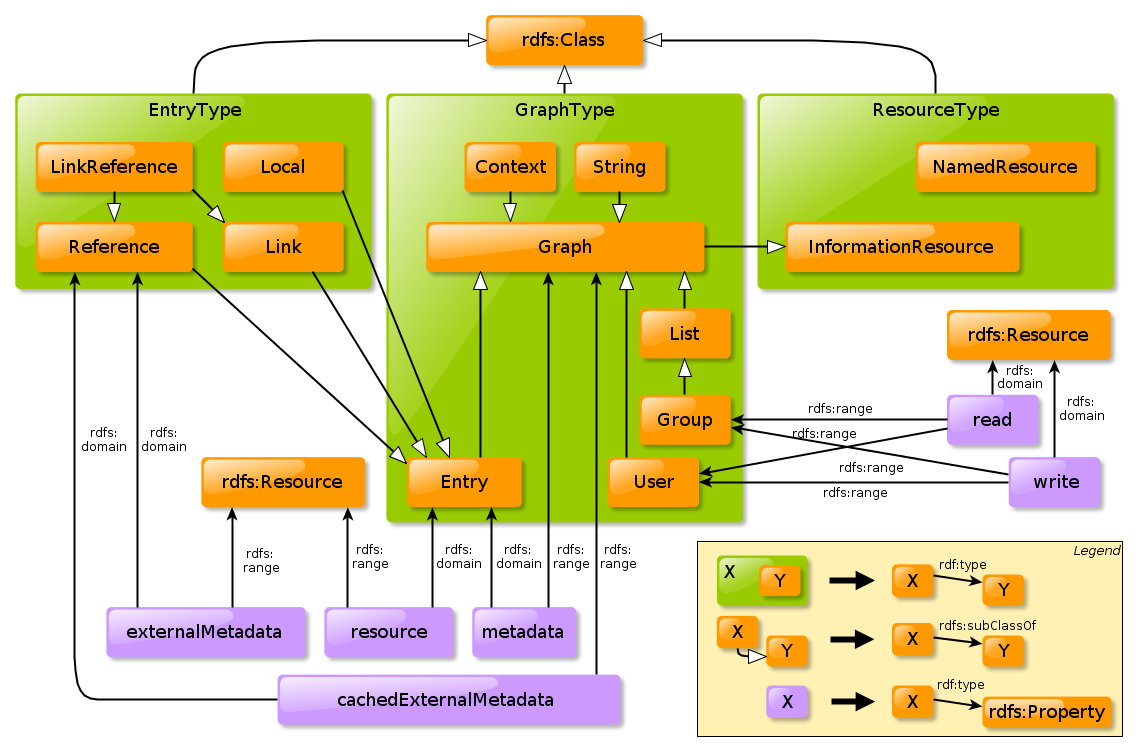 rdfs:Class
EntryType
GraphType
ResourceType
LinkReference
Local
Context
String
NamedResource
Reference
Link
Graph
InformationResource
List
rdfs:Resource
rdfs:
domain
rdfs:
domain
Group
rdfs:range
read
rdfs:range
rdfs:
domain
rdfs:
domain
rdfs:Resource
Entry
User
rdfs:range
write
rdfs:range
rdfs:
range
rdfs:
range
rdfs:
domain
rdfs:
domain
rdfs:
range
rdfs:
range
externalMetadata
resource
metadata
cachedExternalMetadata
Legend
X
Y
X
rdf:type
Y
X
Y
X
rdfs:subClassOf
Y
X
X
rdf:type
rdfs:Property